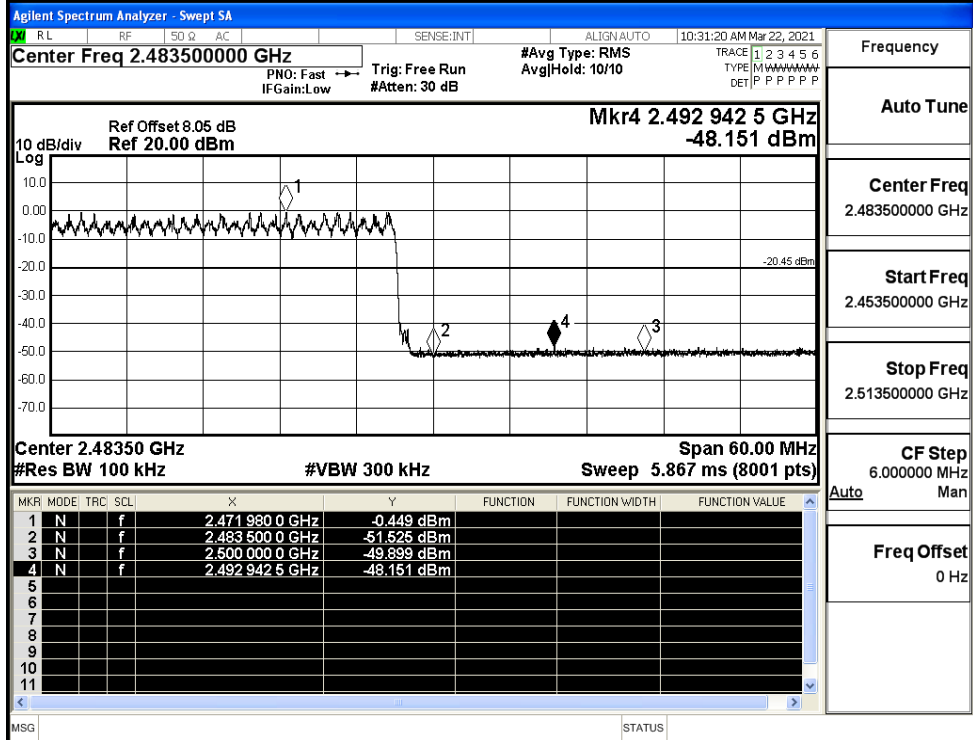 Agilent Spectrum Analyzer - Swept SA
LXI RL RF 50 Ω AC SENSE:INT ALIGNAUTO 10:31:20 AM Mar 22, 2021
Center Freq 2.483500000 GHz
PNO: Fast
IFGain:Low
Trig: Free Run
#Atten: 30 dB
#Avg Type: RMS
Avg|Hold: 10/10
TRACE 1 2 3 4 5 6
TYPE M WWWWW
DET P P P P P P
Ref Offset 8.05 dB
10 dB/div Ref 20.00 dBm
Log
Mkr4 2.492 942 5 GHz
-48.151 dBm
10.0
0.00
-10.0
-20.0
-30.0
-40.0
-50.0
-60.0
-70.0
1
-20.45 dBm
2
4
3
Center 2.48350 GHz Span 60.00 MHz
#Res BW 100 kHz #VBW 300 kHz Sweep 5.867 ms (8001 pts)
MKR MODE TRC SCL X Y FUNCTION FUNCTION WIDTH FUNCTION VALUE
1 N f 2.471 980 0 GHz -0.449 dBm
2 N f 2.483 500 0 GHz -51.525 dBm
3 N f 2.500 000 0 GHz -49.899 dBm
4 N f 2.492 942 5 GHz -48.151 dBm
5
6
7
8
9
10
11
MSG STATUS
Frequency
Auto Tune
Center Freq
2.483500000 GHz
Start Freq
2.453500000 GHz
Stop Freq
2.513500000 GHz
CF Step
6.000000 MHz
Auto Man
Freq Offset
0 Hz